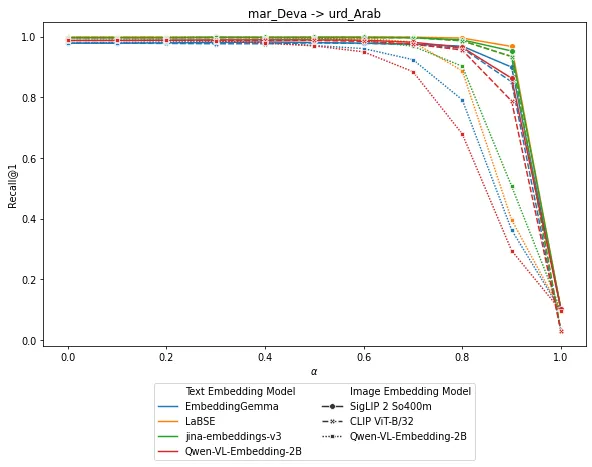 mar_Deva -> urd_Arab
1.0
0.8
0.6
0.4
0.2
0.0
Recall@1
0.0 0.2 0.4 0.6 0.8 1.0
α
Text Embedding Model
EmbeddingGemma
LaBSE
jina-embeddings-v3
Qwen-VL-Embedding-2B
Image Embedding Model
SigLIP 2 So400m
CLIP ViT-B/32
Qwen-VL-Embedding-2B